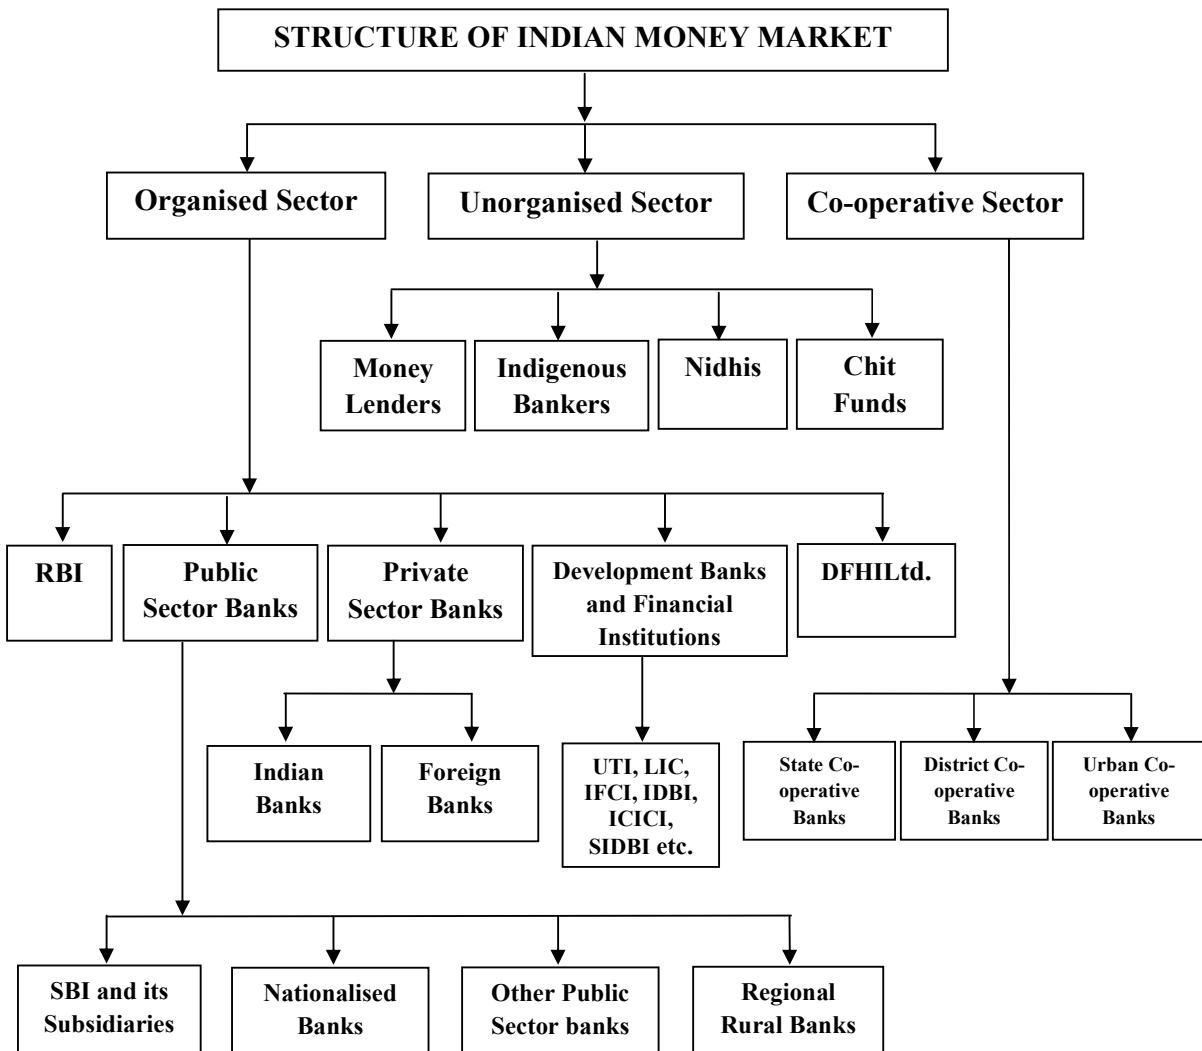 STRUCTURE OF INDIAN MONEY MARKET
Organised Sector
Unorganised Sector
Co-operative Sector
Money
Lenders
Indigenous
Bankers
Nidhis
Chit
Funds
RBI
Public
Sector Banks
Private
Sector Banks
Development Banks
and Financial
Institutions
DFHILtd.
Indian
Banks
Foreign
Banks
UTI, LIC,
IFCI, IDBI,
ICICI,
SIDBI etc.
State Co-
operative
Banks
District Co-
operative
Banks
Urban Co-
operative
Banks
SBI and its
Subsidiaries
Nationalised
Banks
Other Public
Sector banks
Regional
Rural Banks